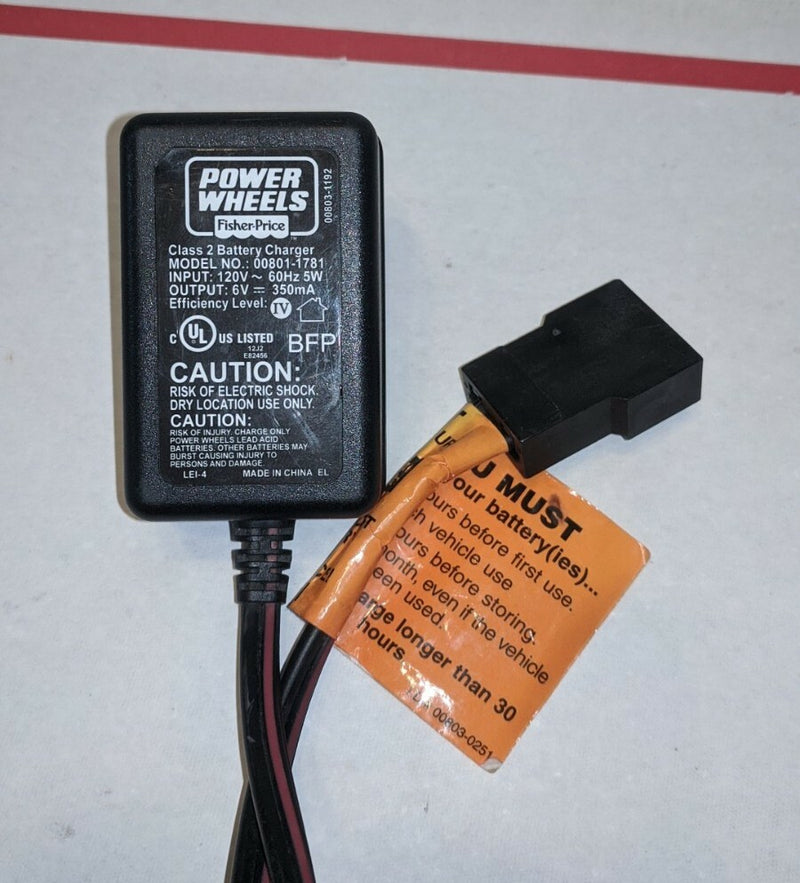 POWER
WHEELS
Fisher-Price
00803-1192
Class 2 Battery Charger
MODEL NO.: 00801-1781
INPUT: 120V ~ 60Hz 5W
OUTPUT: 6V ⎓ 350mA
Efficiency Level: IV
C UL US LISTED
12J2
E82456
BFP
CAUTION:
RISK OF ELECTRIC SHOCK.
DRY LOCATION USE ONLY.
CAUTION:
RISK OF INJURY. CHARGE ONLY
POWER WHEELS LEAD ACID
BATTERIES, OTHER BATTERIES MAY
BURST CAUSING INJURY TO
PERSONS AND DAMAGE.
LEI-4 MADE IN CHINA EL
U MUST
your battery(ies)...
ours before first use.
ch vehicle use
ours before storing.
month, even if the vehicle
een used.
arge longer than 30
hours
00803-0251